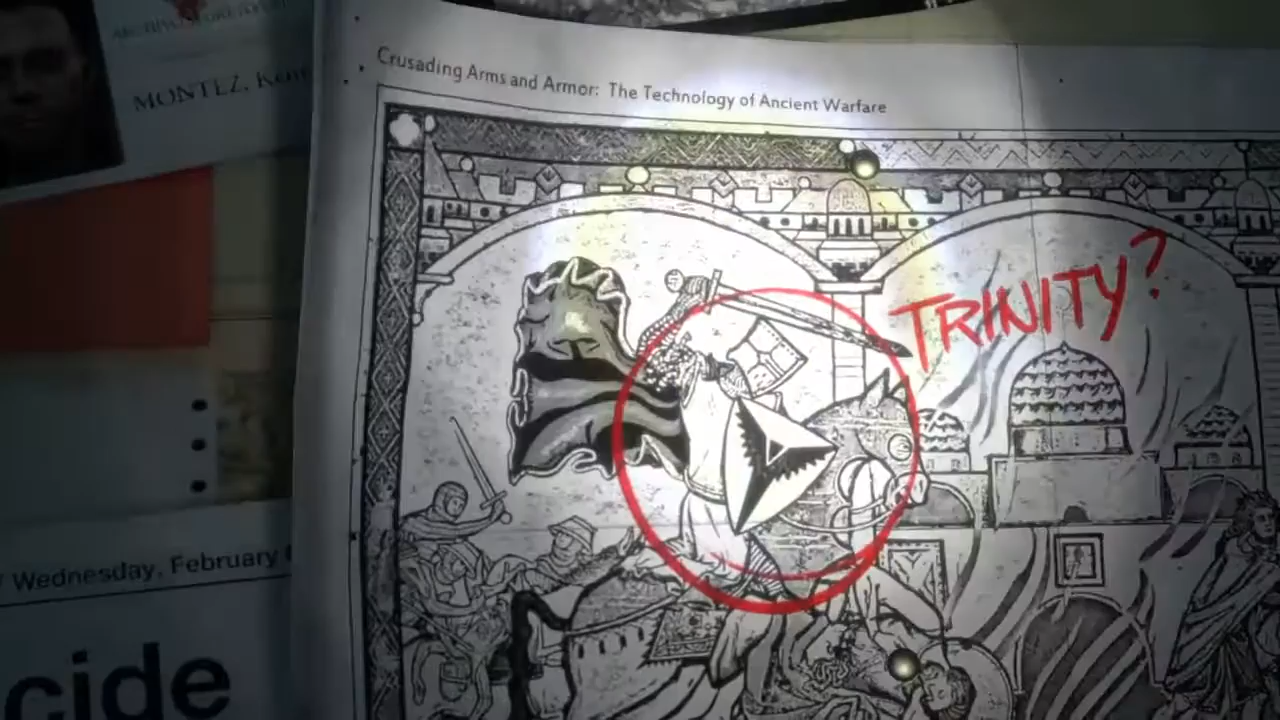 MONTEZ,
Crusading Arms and Armor: The Technology of Ancient Warfare
TRINITY?
Wednesday, February
cide